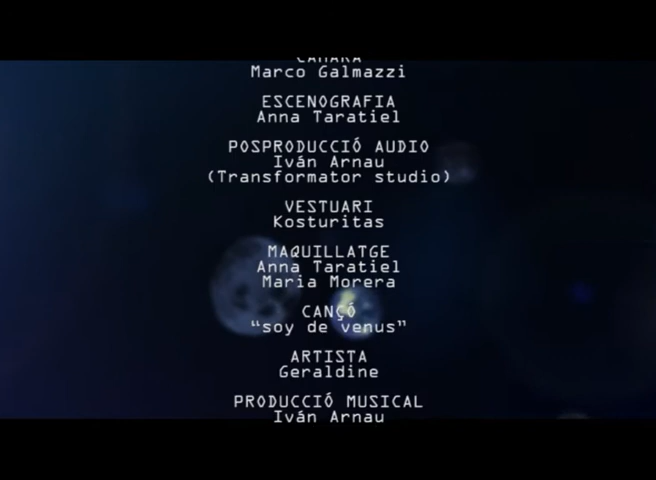 CÀMARA
Marco Galmazzi
ESCENOGRAFIA
Anna Taratiel
POSPRODUCCIÓ AUDIO
Iván Arnau
(Transformator studio)
VESTUARI
Kosturitas
MAQUILLATGE
Anna Taratiel
Maria Morera
CANÇÓ
“soy de venus”
ARTISTA
Geraldine
PRODUCCIÓ MUSICAL
Iván Arnau